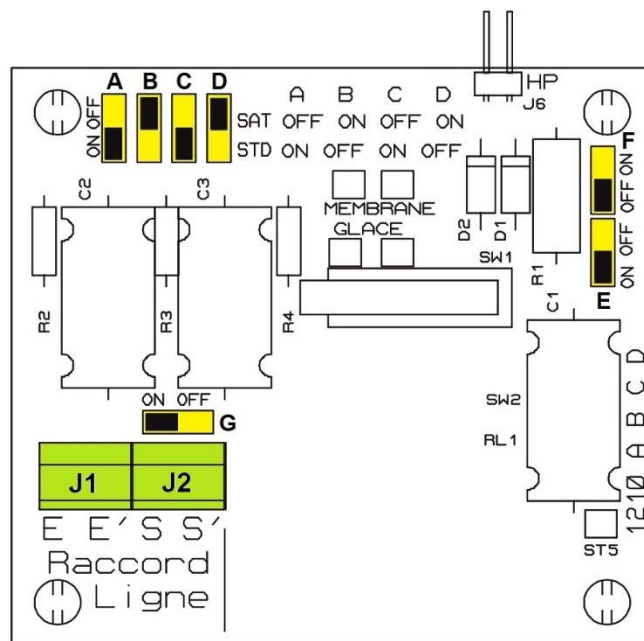 A B C D
ON OFF
A B C D
SAT OFF ON OFF ON
STD ON OFF ON OFF
HP
J6
F
OFF ON
C2
C3
MEMBRANE
GLACE
D2
D1
SW1
R1
C1
ON OFF
E
R2
R3
R4
ON OFF
G
SW2
RL1
1210 A B C D
J1 J2
E E' S S'
ST5
Raccord
Ligne